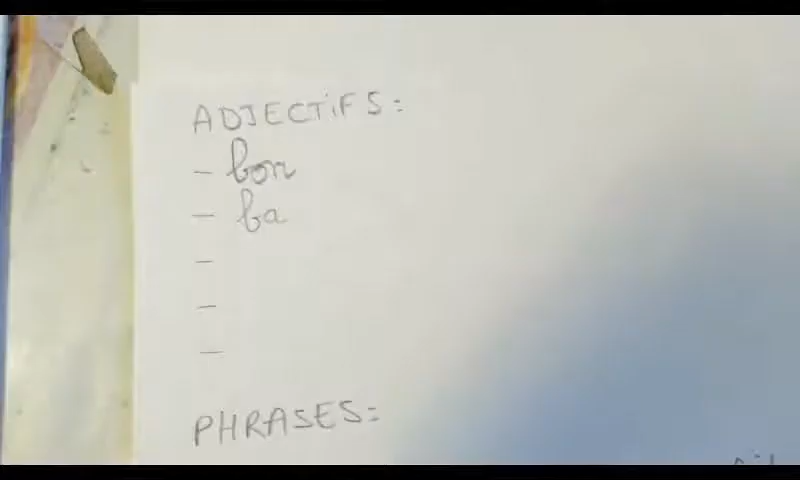 ADJECTIFS:
- bon
- ba
-
-
-
PHRASES: